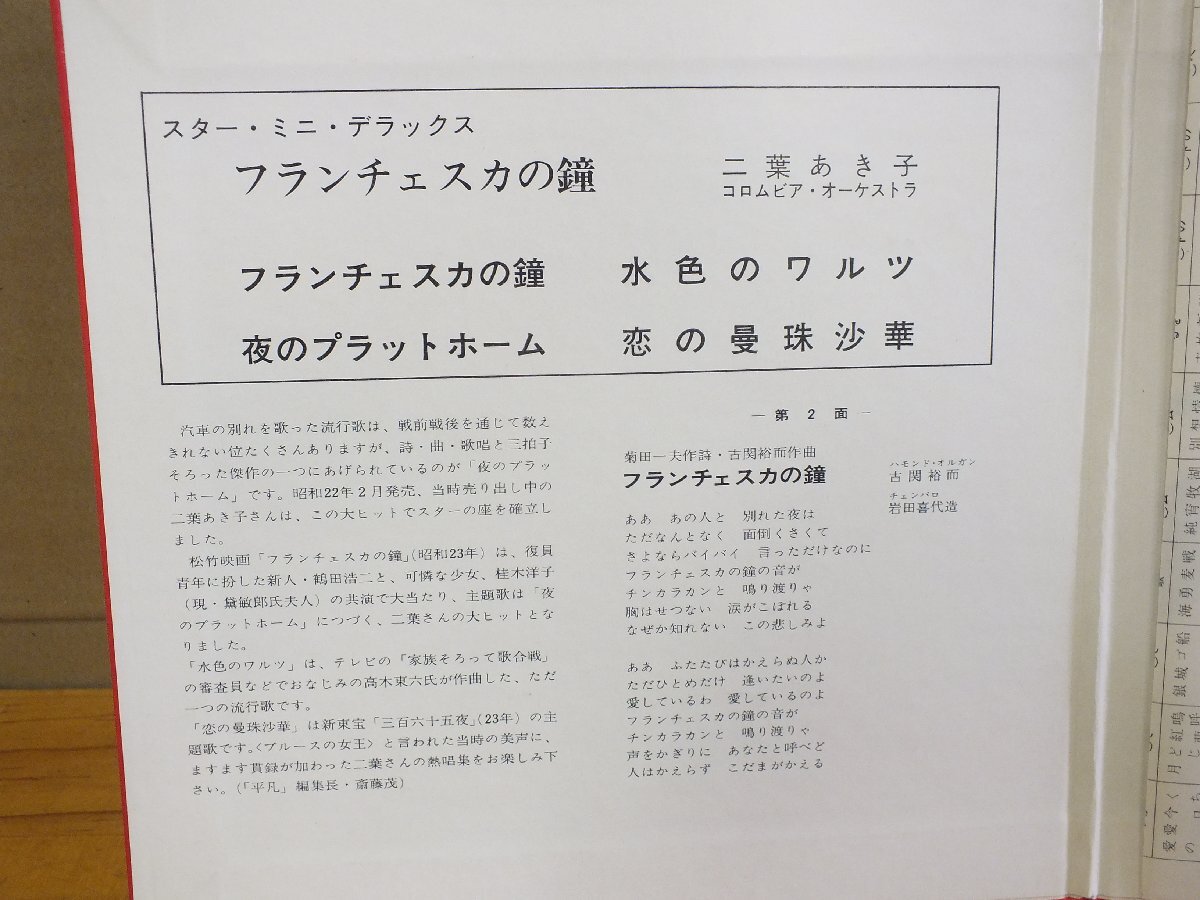 スター・ミニ・デラックス
フランチェスカの鐘
二葉あき子
コロムビア・オーケストラ
フランチェスカの鐘 水色のワルツ
夜のプラットホーム 恋の曼珠沙華
汽車の別れを歌った流行歌は、戦前戦後を通じて数え
きれない位たくさんありますが、詩・曲・歌唱と三拍子
そろった傑作の一つにあげられているのが「夜のプラッ
トホーム」です。昭和22年2月発売、当時売り出し中の
二葉あき子さんは、この大ヒットでスターの座を確立し
ました。
松竹映画「フランチェスカの鐘」(昭和23年)は、復員
青年に扮した新人・鶴田浩二と、可憐な少女、桂木洋子
(現・黛敏郎氏夫人)の共演で大当たり、主題歌は「夜
のプラットホーム」につづく、二葉さんの大ヒットとな
りました。
「水色のワルツ」は、テレビの「家族そろって歌合戦」
の審査員などでおなじみの高木東六氏が作曲した、ただ
一つの流行歌です。
「恋の曼珠沙華」は新東宝「三百六十五夜」(23年)の主
題歌です。〈ブルースの女王〉と言われた当時の美声に、
ますます貫録が加わった二葉さんの熱唱集をお楽しみ下
さい。(「平凡」編集長・斎藤茂)
― 第 2 面 ―
菊田一夫作詩・古関裕而作曲
フランチェスカの鐘
ハモンド・オルガン
古関裕而
チェンバロ
岩田喜代造
ああ あの人と 別れた夜は
ただなんとなく 面倒くさくて
さよならバイバイ 言っただけなのに
フランチェスカの鐘の音が
チンカラカンと 鳴り渡りゃ
胸はせつない 涙がこぼれる
なぜか知れない この悲しみよ
ああ ふたたびはかえらぬ人か
ただひとめだけ 逢いたいのよ
愛しているわ 愛しているのよ
フランチェスカの鐘の音が
チンカラカンと 鳴り渡りゃ
声をかぎりに あなたと呼べど
人はかえらず こだまがかえる